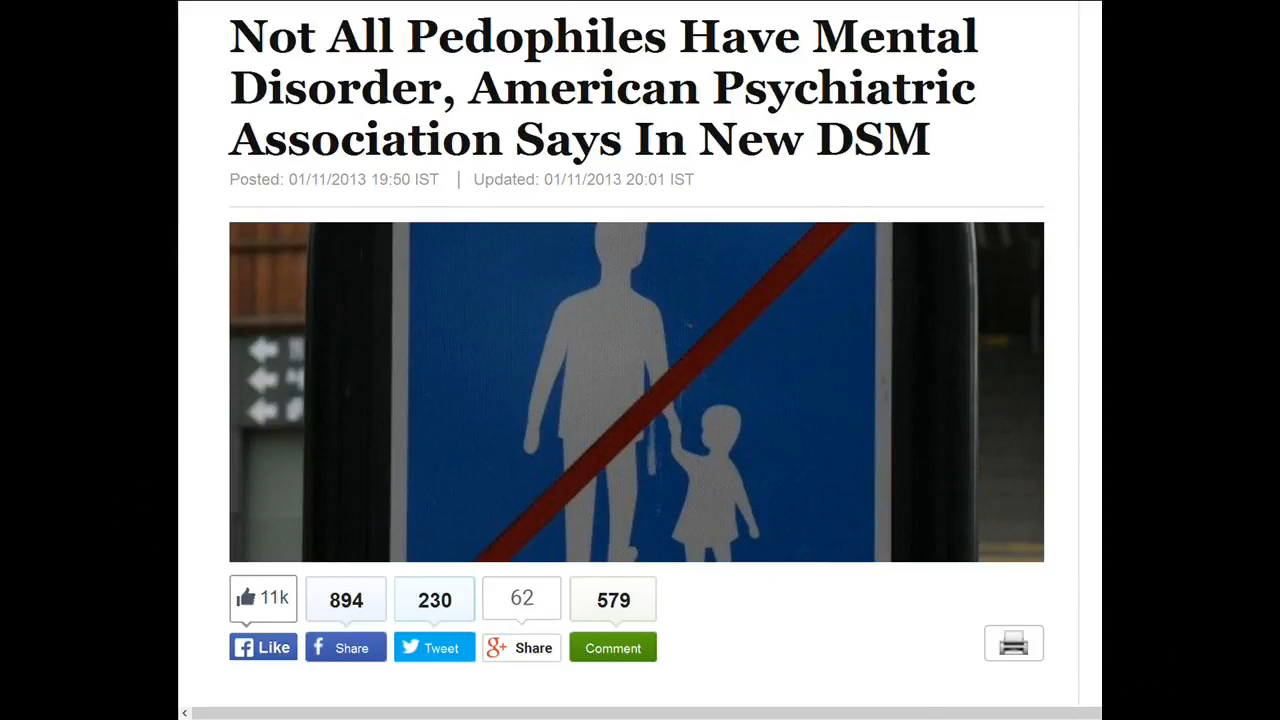 Not All Pedophiles Have Mental
Disorder, American Psychiatric
Association Says In New DSM
Posted: 01/11/2013 19:50 IST | Updated: 01/11/2013 20:01 IST
11k 894 230 62 579
Like Share Tweet g+ Share Comment